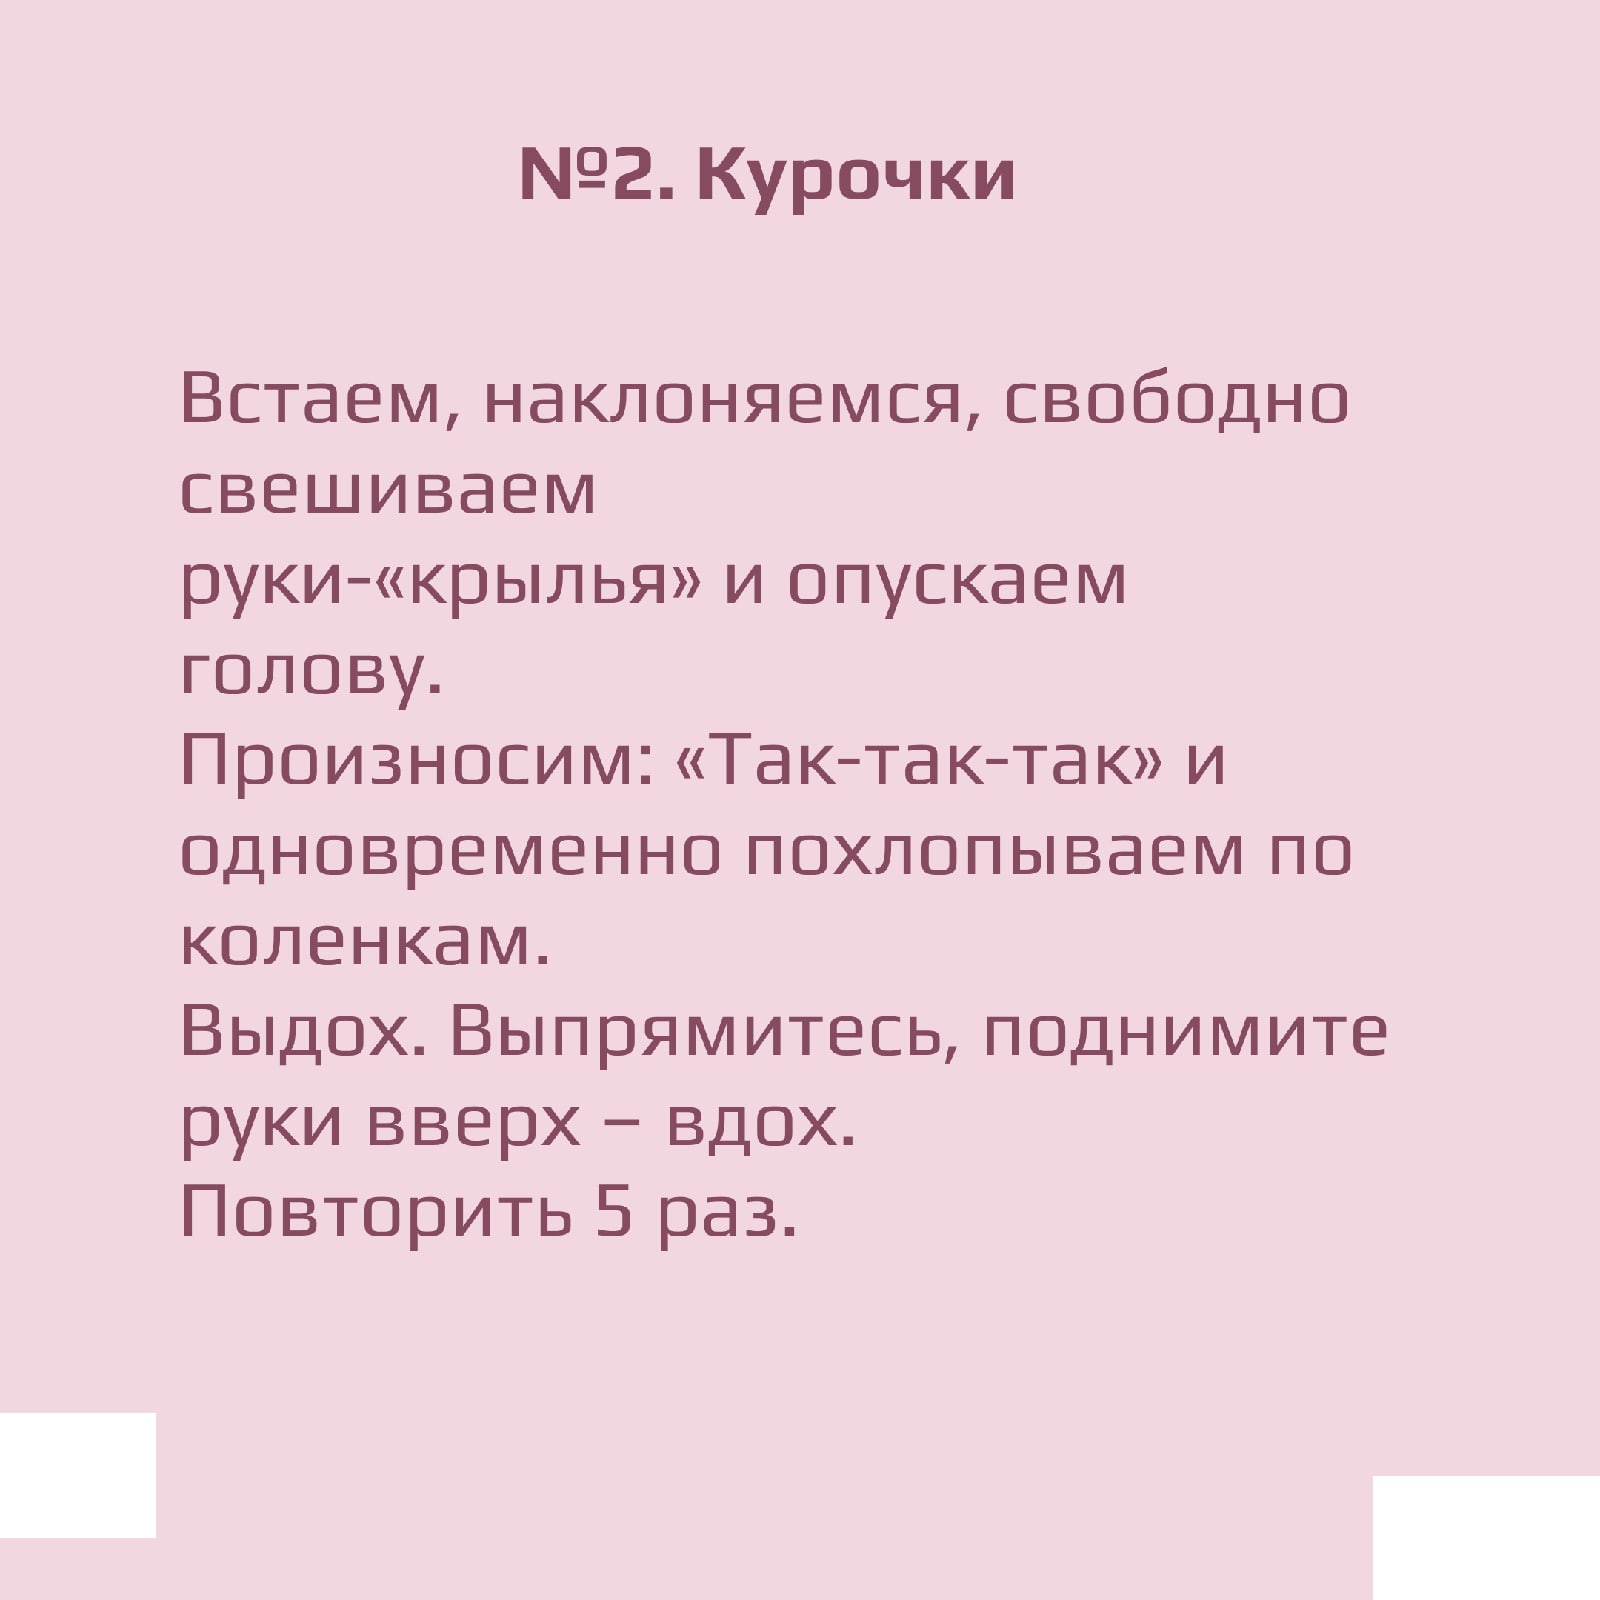 №2. Курочки
Встаем, наклоняемся, свободно
свешиваем
руки-«крылья» и опускаем
голову.
Произносим: «Так-так-так» и
одновременно похлопываем по
коленкам.
Выдох. Выпрямитесь, поднимите
руки вверх – вдох.
Повторить 5 раз.